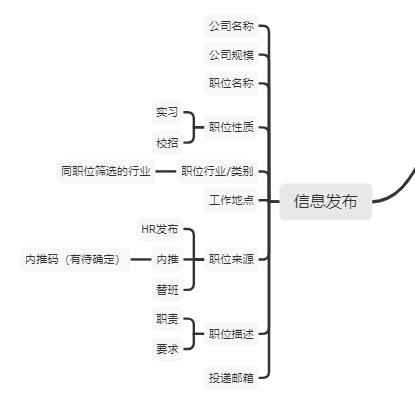 公司名称
公司规模
职位名称
实习
职位性质
校招
同职位筛选的行业
职位行业/类别
工作地点
信息发布
HR发布
内推码（有待确定）
内推
职位来源
替班
职责
职位描述
要求
投递邮箱